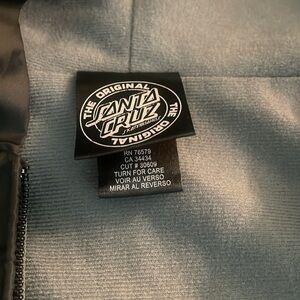 THE ORIGINAL
SANTA
CRUZ
SKATEBOARDS
THE ORIGINAL
RN 76579
CA 34434
CUT # 30609
TURN FOR CARE
VOIR AU VERSO
MIRAR AL REVERSO